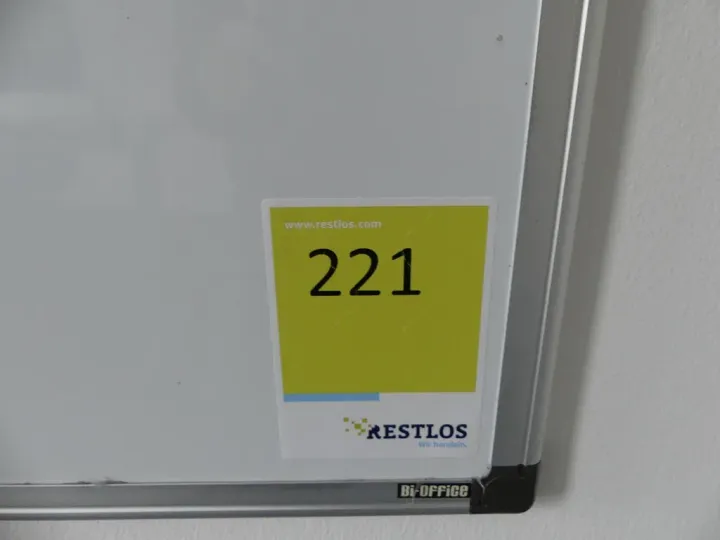 www.restlos.com
221
RESTLOS
Wir handeln.
Bi-OFFICE